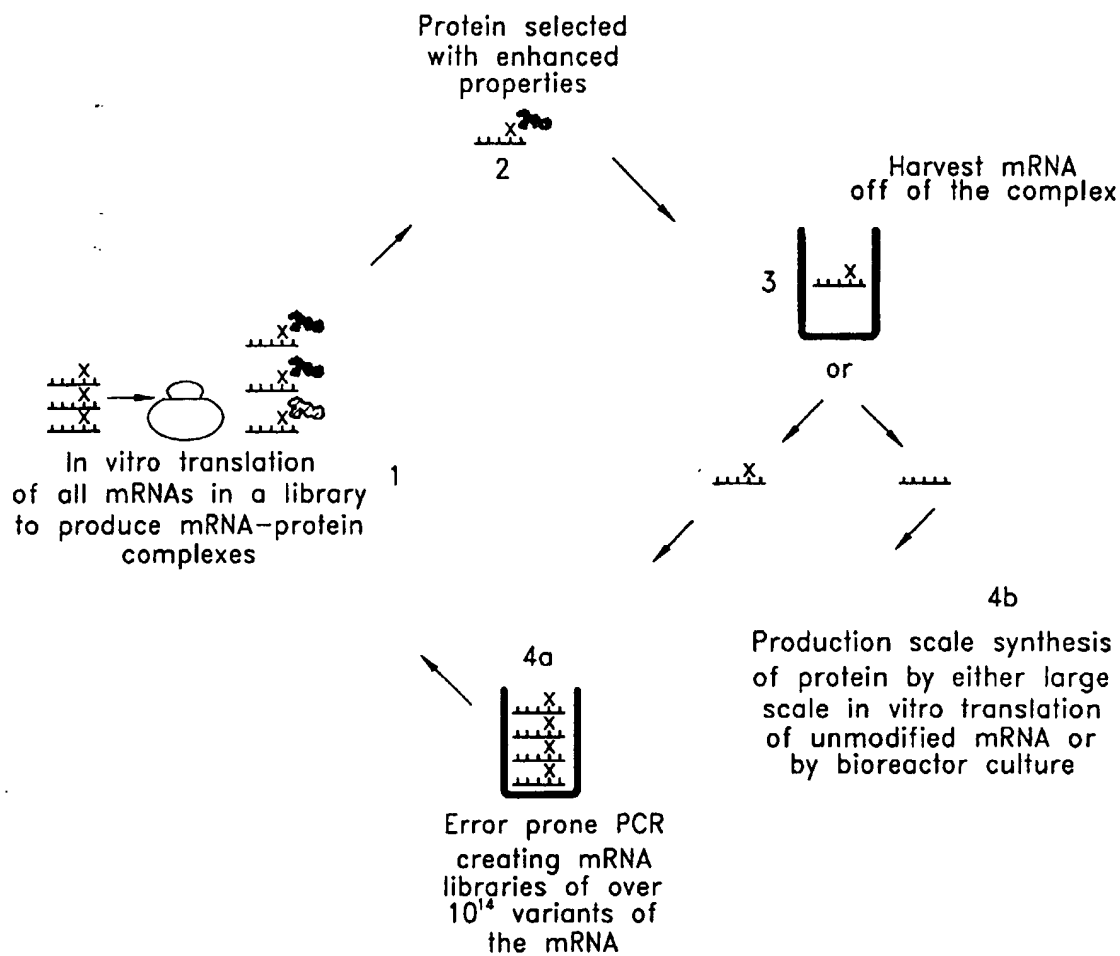 Protein selected
with enhanced
properties
X
2
Harvest mRNA
off of the complex
3
X
or
X
X
X
X
X
X
X
In vitro translation
of all mRNAs in a library
to produce mRNA-protein
complexes
1
X
4a
X
X
X
X
Error prone PCR
creating mRNA
libraries of over
10¹⁴ variants of
the mRNA
4b
Production scale synthesis
of protein by either large
scale in vitro translation
of unmodified mRNA or
by bioreactor culture